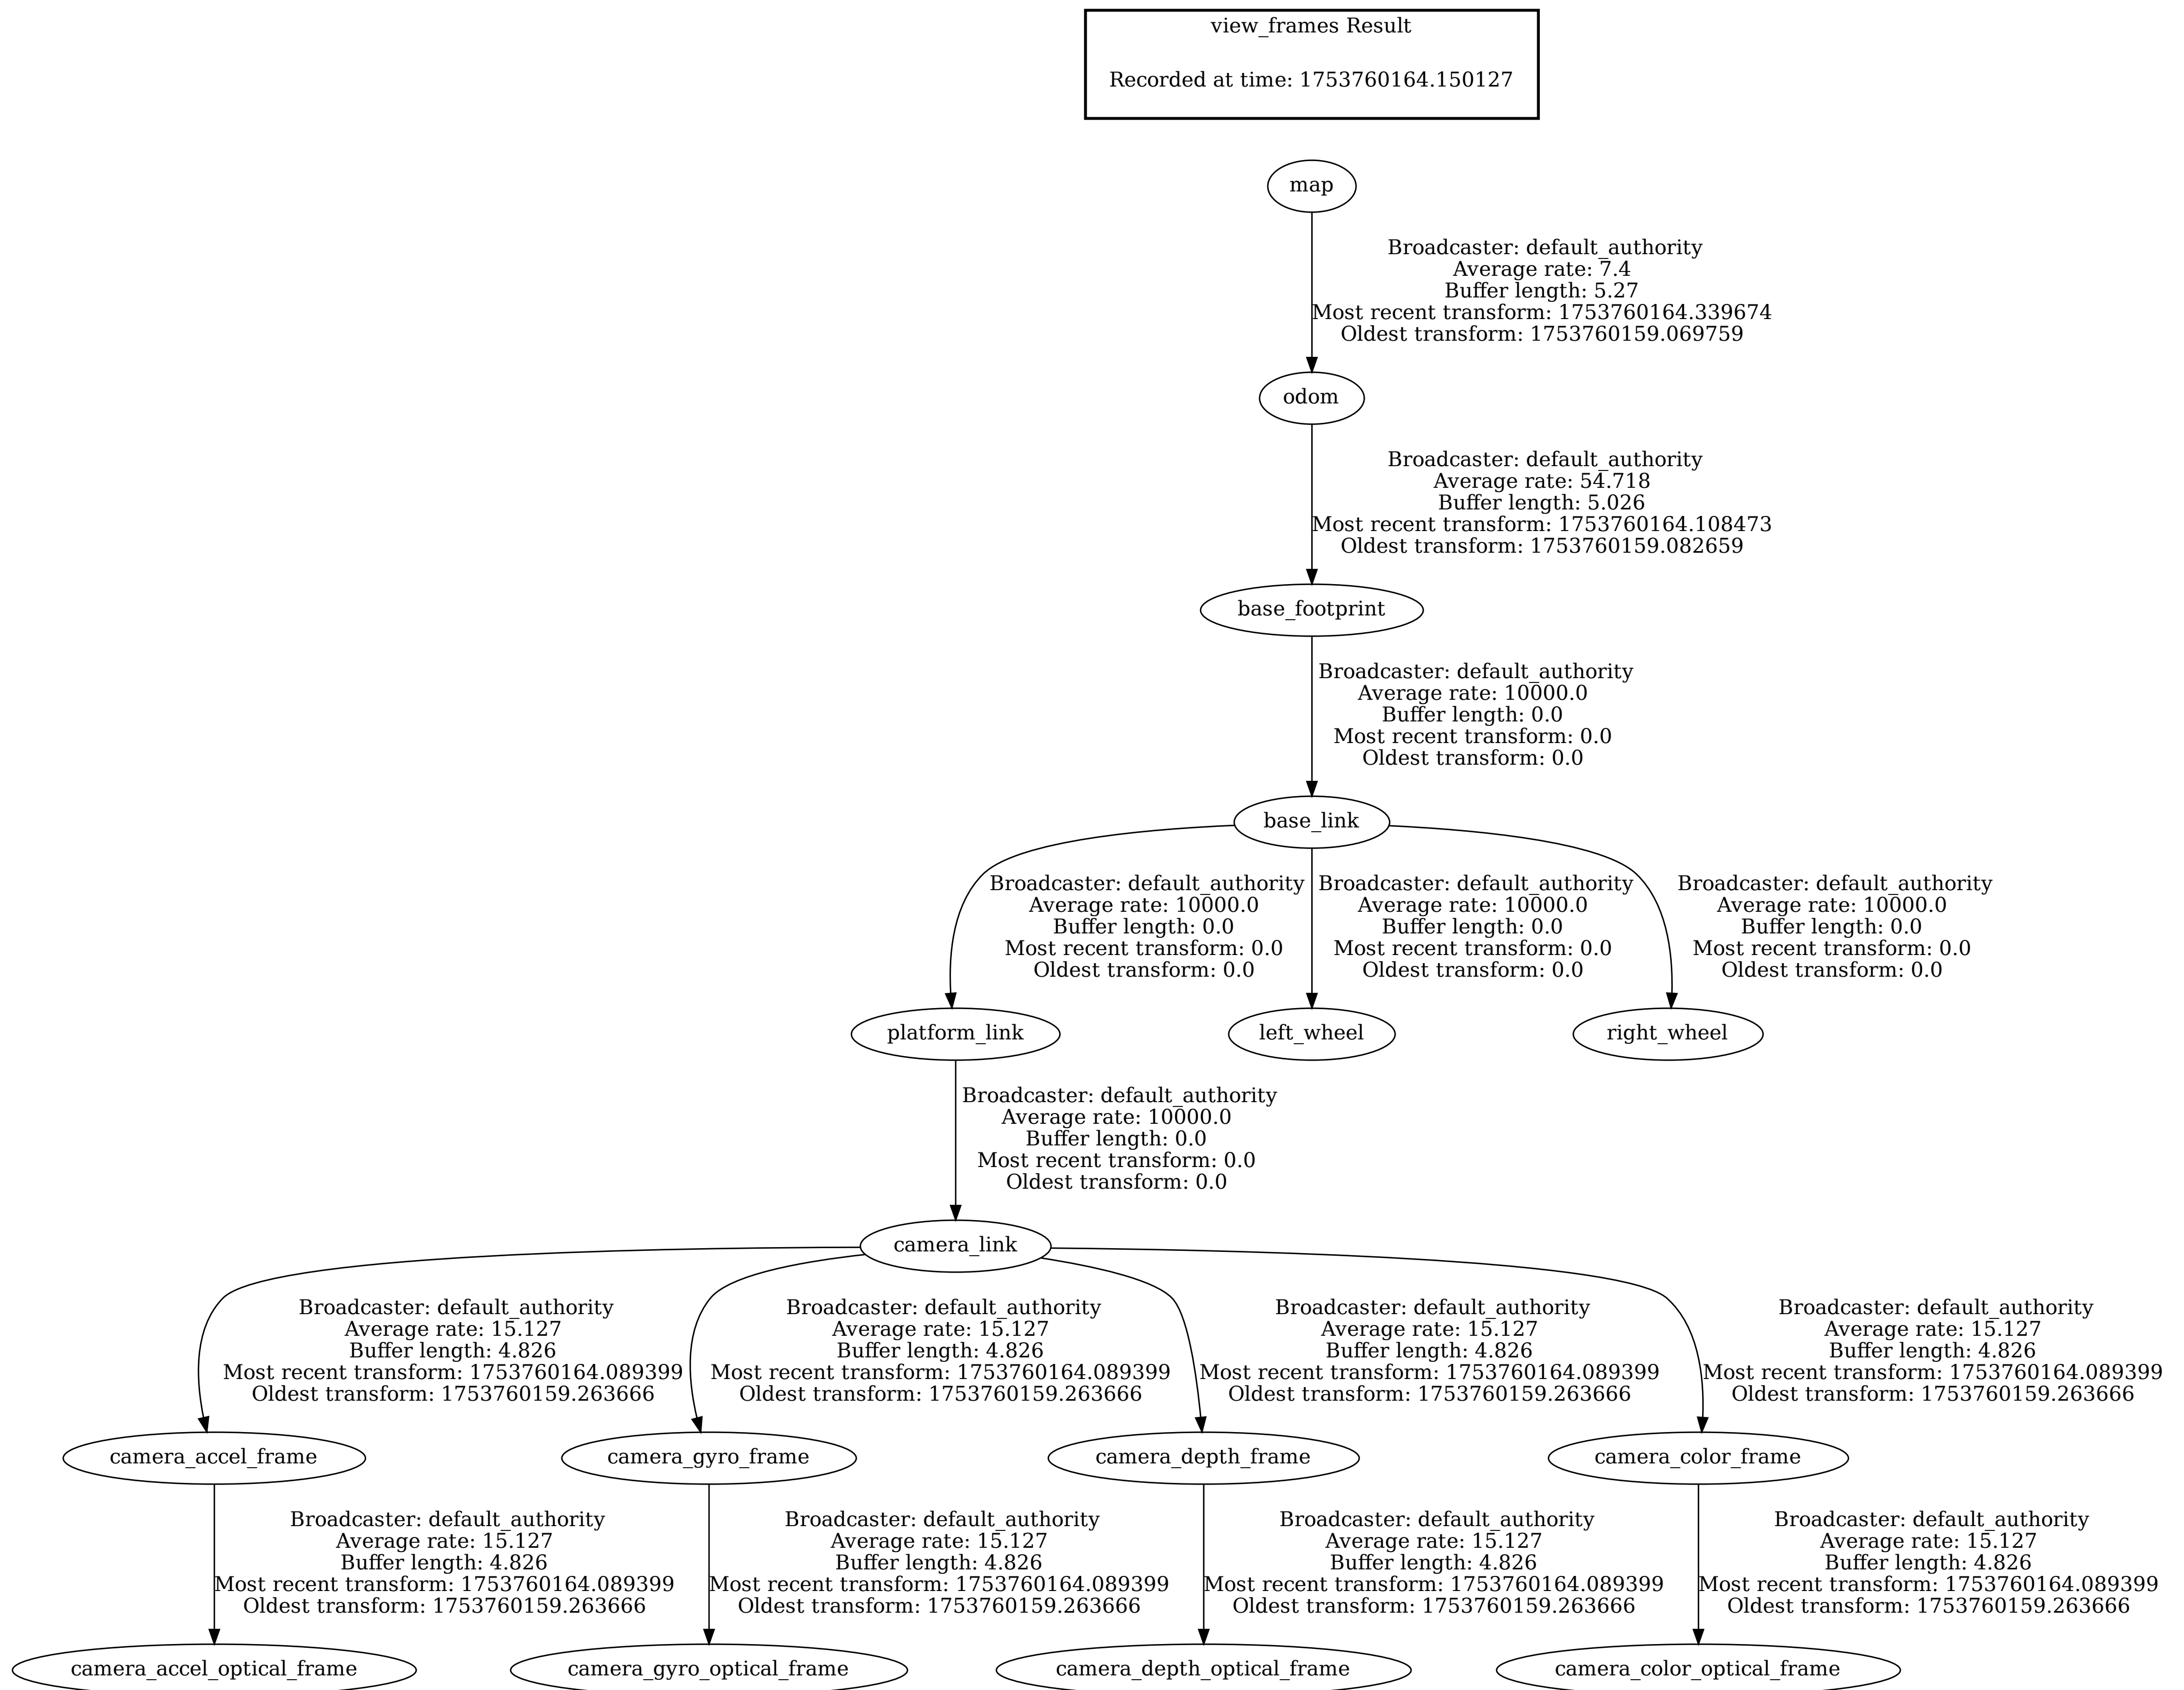 view_frames Result
Recorded at time: 1753760164.150127
map
Broadcaster: default_authority
Average rate: 7.4
Buffer length: 5.27
Most recent transform: 1753760164.339674
Oldest transform: 1753760159.069759
odom
Broadcaster: default_authority
Average rate: 54.718
Buffer length: 5.026
Most recent transform: 1753760164.108473
Oldest transform: 1753760159.082659
base_footprint
Broadcaster: default_authority
Average rate: 10000.0
Buffer length: 0.0
Most recent transform: 0.0
Oldest transform: 0.0
base_link
Broadcaster: default_authority
Average rate: 10000.0
Buffer length: 0.0
Most recent transform: 0.0
Oldest transform: 0.0
Broadcaster: default_authority
Average rate: 10000.0
Buffer length: 0.0
Most recent transform: 0.0
Oldest transform: 0.0
Broadcaster: default_authority
Average rate: 10000.0
Buffer length: 0.0
Most recent transform: 0.0
Oldest transform: 0.0
platform_link
left_wheel
right_wheel
Broadcaster: default_authority
Average rate: 10000.0
Buffer length: 0.0
Most recent transform: 0.0
Oldest transform: 0.0
camera_link
Broadcaster: default_authority
Average rate: 15.127
Buffer length: 4.826
Most recent transform: 1753760164.089399
Oldest transform: 1753760159.263666
Broadcaster: default_authority
Average rate: 15.127
Buffer length: 4.826
Most recent transform: 1753760164.089399
Oldest transform: 1753760159.263666
Broadcaster: default_authority
Average rate: 15.127
Buffer length: 4.826
Most recent transform: 1753760164.089399
Oldest transform: 1753760159.263666
Broadcaster: default_authority
Average rate: 15.127
Buffer length: 4.826
Most recent transform: 1753760164.089399
Oldest transform: 1753760159.263666
camera_accel_frame
camera_gyro_frame
camera_depth_frame
camera_color_frame
Broadcaster: default_authority
Average rate: 15.127
Buffer length: 4.826
Most recent transform: 1753760164.089399
Oldest transform: 1753760159.263666
Broadcaster: default_authority
Average rate: 15.127
Buffer length: 4.826
Most recent transform: 1753760164.089399
Oldest transform: 1753760159.263666
Broadcaster: default_authority
Average rate: 15.127
Buffer length: 4.826
Most recent transform: 1753760164.089399
Oldest transform: 1753760159.263666
Broadcaster: default_authority
Average rate: 15.127
Buffer length: 4.826
Most recent transform: 1753760164.089399
Oldest transform: 1753760159.263666
camera_accel_optical_frame
camera_gyro_optical_frame
camera_depth_optical_frame
camera_color_optical_frame